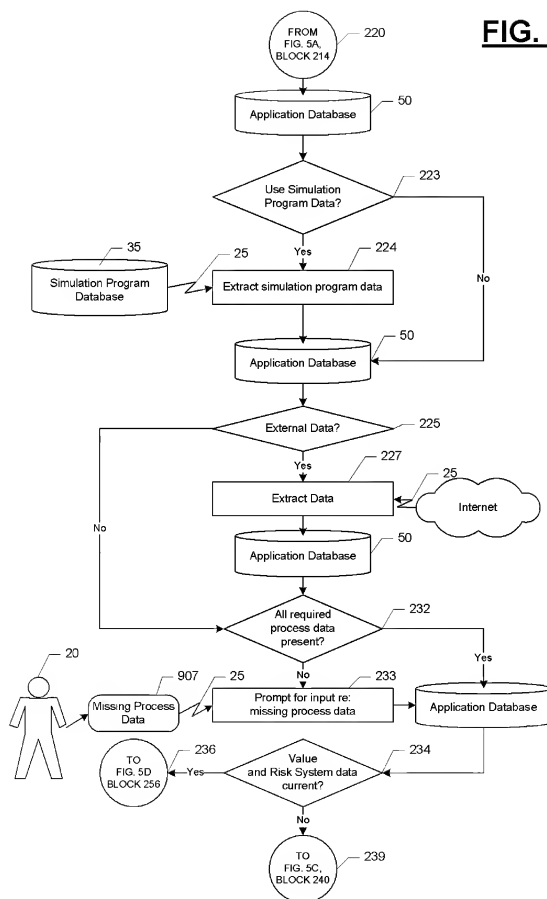 FIG.
FROM
FIG. 5A,
BLOCK 214
220
50
Application Database
223
Use Simulation
Program Data?
Yes
No
35
25
224
Simulation Program
Database
Extract simulation program data
50
Application Database
External Data?
225
Yes
227
25
Extract Data
Internet
No
50
Application Database
All required
process data
present?
232
Yes
No
20
907
25
233
Missing Process
Data
Prompt for input re:
missing process data
Application Database
236
234
TO
FIG. 5D
BLOCK 256
Yes
Value
and Risk System data
current?
No
TO
FIG. 5C,
BLOCK 240
239